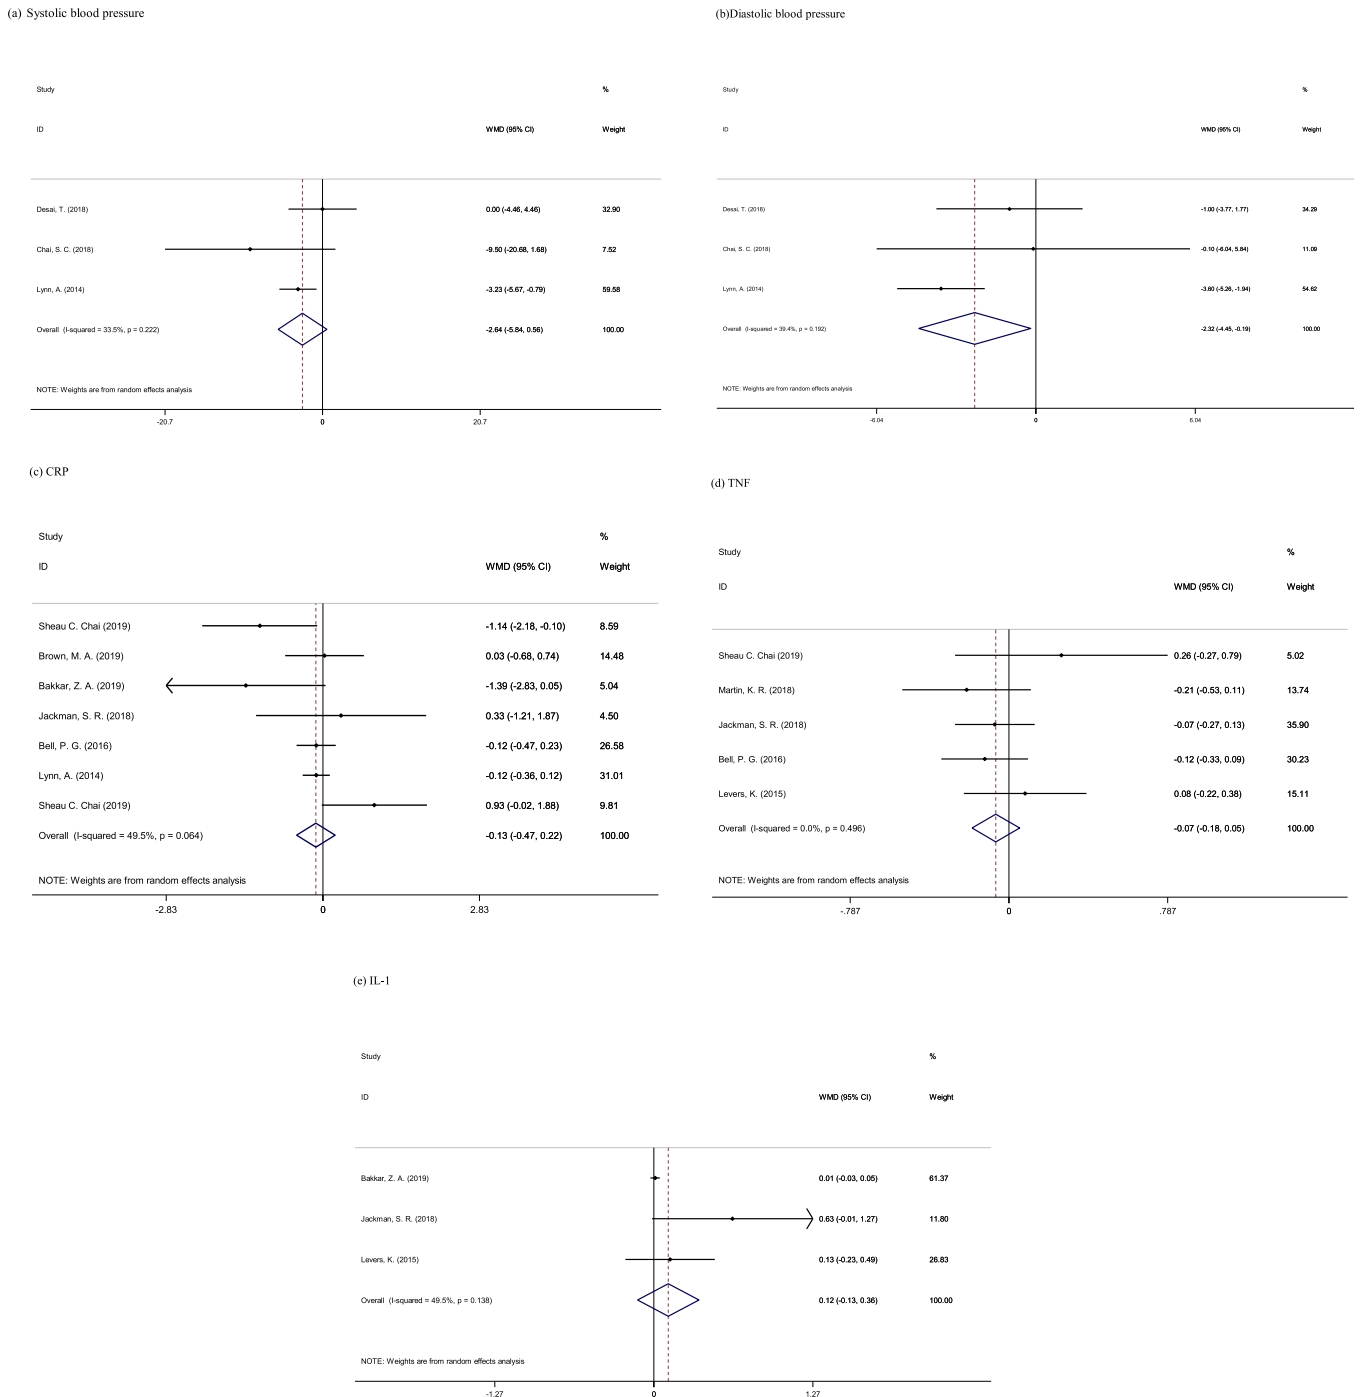 (a) Systolic blood pressure
Study %
ID WMD (95% CI) Weight
Desai, T. (2018) 0.00 (-4.46, 4.46) 32.90
Chai, S. C. (2018) -9.50 (-20.68, 1.68) 7.52
Lynn, A. (2014) -3.23 (-5.67, -0.79) 59.58
Overall (I-squared = 33.5%, p = 0.222) -2.64 (-5.84, 0.56) 100.00
NOTE: Weights are from random effects analysis
-20.7 0 20.7
(b)Diastolic blood pressure
Study %
ID WMD (95% CI) Weight
Desai, T. (2018) -1.00 (-3.77, 1.77) 34.29
Chai, S. C. (2018) -0.10 (-6.04, 5.84) 11.09
Lynn, A. (2014) -3.60 (-5.26, -1.94) 54.62
Overall (I-squared = 39.4%, p = 0.192) -2.32 (-4.45, -0.19) 100.00
NOTE: Weights are from random effects analysis
-6.04 0 6.04
(c) CRP
Study %
ID WMD (95% CI) Weight
Sheau C. Chai (2019) -1.14 (-2.18, -0.10) 8.59
Brown, M. A. (2019) 0.03 (-0.68, 0.74) 14.48
Bakkar, Z. A. (2019) -1.39 (-2.83, 0.05) 5.04
Jackman, S. R. (2018) 0.33 (-1.21, 1.87) 4.50
Bell, P. G. (2016) -0.12 (-0.47, 0.23) 26.58
Lynn, A. (2014) -0.12 (-0.36, 0.12) 31.01
Sheau C. Chai (2019) 0.93 (-0.02, 1.88) 9.81
Overall (I-squared = 49.5%, p = 0.064) -0.13 (-0.47, 0.22) 100.00
NOTE: Weights are from random effects analysis
-2.83 0 2.83
(d) TNF
Study %
ID WMD (95% CI) Weight
Sheau C. Chai (2019) 0.26 (-0.27, 0.79) 5.02
Martin, K. R. (2018) -0.21 (-0.53, 0.11) 13.74
Jackman, S. R. (2018) -0.07 (-0.27, 0.13) 35.90
Bell, P. G. (2016) -0.12 (-0.33, 0.09) 30.23
Levers, K. (2015) 0.08 (-0.22, 0.38) 15.11
Overall (I-squared = 0.0%, p = 0.496) -0.07 (-0.18, 0.05) 100.00
NOTE: Weights are from random effects analysis
-.787 0 .787
(e) IL-1
Study %
ID WMD (95% CI) Weight
Bakkar, Z. A. (2019) 0.01 (-0.03, 0.05) 61.37
Jackman, S. R. (2018) 0.63 (-0.01, 1.27) 11.80
Levers, K. (2015) 0.13 (-0.23, 0.49) 26.83
Overall (I-squared = 49.5%, p = 0.138) 0.12 (-0.13, 0.36) 100.00
NOTE: Weights are from random effects analysis
-1.27 0 1.27